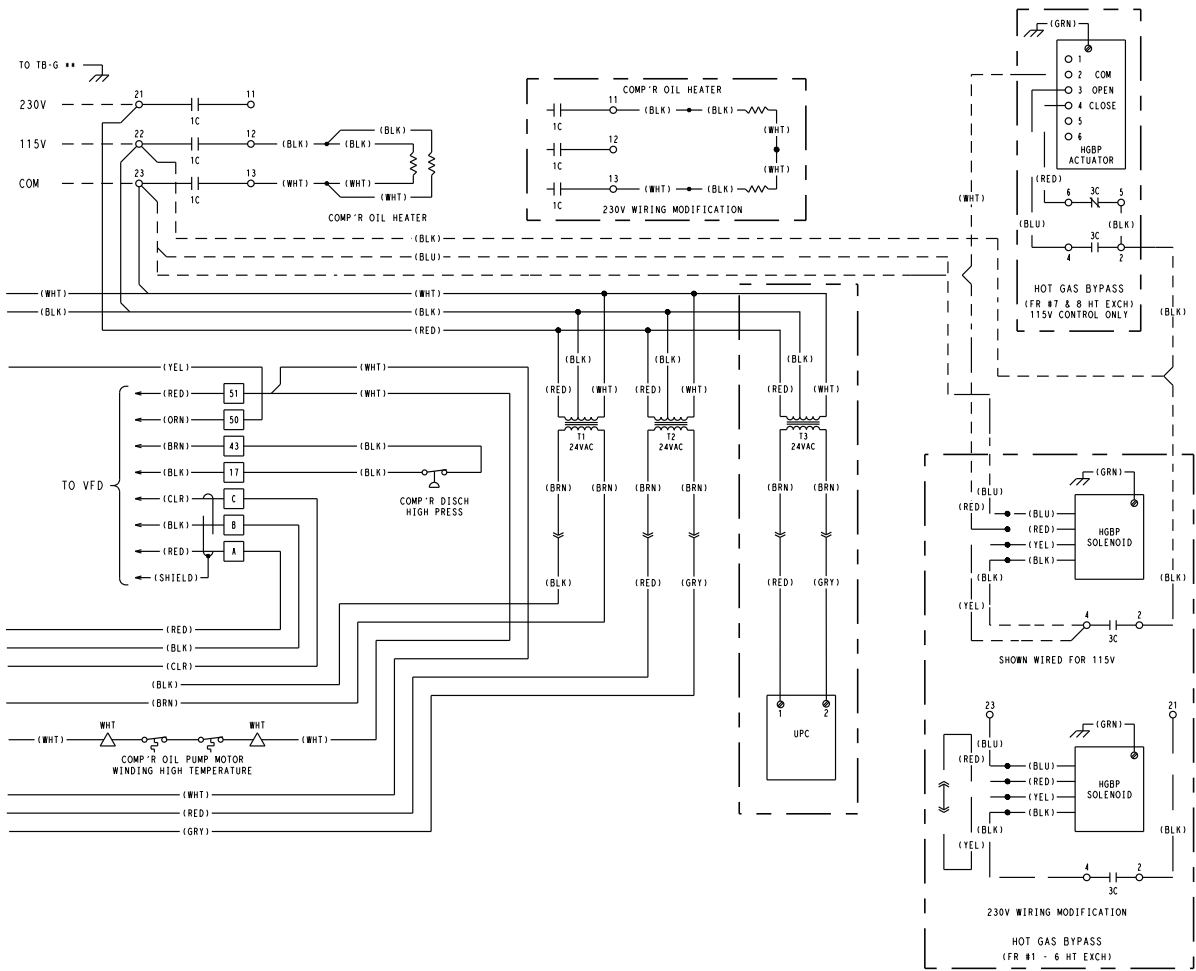 TO TB-G **
230V 21 1C 11
115V 22 1C 12 (BLK) (BLK) (BLK)
COM 23 1C 13 (WHT) (WHT) (WHT)
COMP'R OIL HEATER
COMP'R OIL HEATER
1C 11 (BLK) (BLK) (WHT)
1C 12
1C 13 (WHT) (BLK) (WHT)
230V WIRING MODIFICATION
(GRN)
1
2 COM
3 OPEN
4 CLOSE
5
6
HGBP
ACTUATOR
(RED)
(WHT)
6 3C 5
(BLU) (BLK)
4 3C 2
HOT GAS BYPASS
(FR #7 & 8 HT EXCH)
115V CONTROL ONLY
(BLK)
(BLK)
(BLU)
(WHT) (WHT)
(BLK) (BLK)
(RED)
(BLK) (BLK) (BLK)
(RED) (WHT) (RED) (WHT) (RED) (WHT)
T1
24VAC
T2
24VAC
T3
24VAC
(BRN) (BRN) (BRN) (BRN) (BRN) (BRN)
(BLK) (RED) (GRY) (RED) (GRY)
1 2
UPC
(YEL) (WHT)
(RED) 51 (WHT)
(ORN) 50
(BRN) 43 (BLK)
(BLK) 17 (BLK)
TO VFD
(CLR) C
(BLK) B
(RED) A
(SHIELD)
COMP'R DISCH
HIGH PRESS
(RED)
(BLK)
(CLR)
(BLK)
(BRN)
(WHT) WHT WHT (WHT)
COMP'R OIL PUMP MOTOR
WINDING HIGH TEMPERATURE
(WHT)
(RED)
(GRY)
(GRN)
(BLU)
(RED)
(BLU)
(RED)
(YEL)
(BLK)
HGBP
SOLENOID
(BLK)
(YEL)
(BLK)
4 3C 2
SHOWN WIRED FOR 115V
23 21
(GRN)
(BLU)
(RED)
(BLU)
(RED)
(YEL)
(BLK)
HGBP
SOLENOID
(BLK)
(YEL)
(BLK)
4 3C 2
230V WIRING MODIFICATION
HOT GAS BYPASS
(FR #1 - 6 HT EXCH)